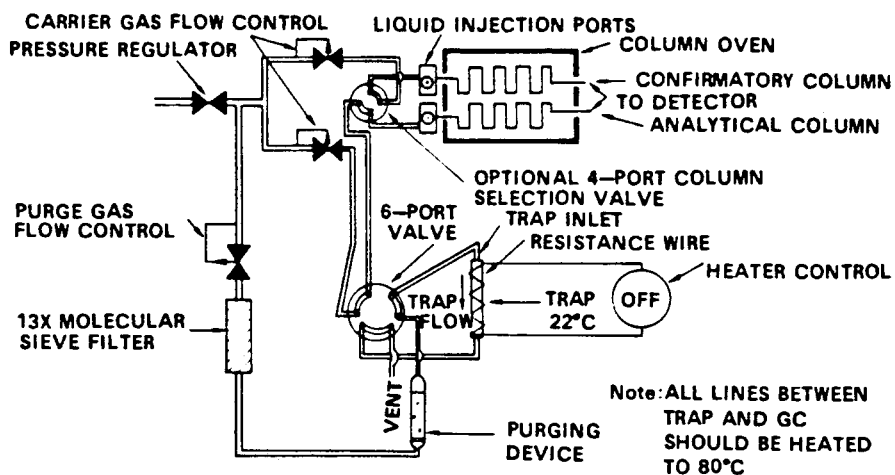 CARRIER GAS FLOW CONTROL
PRESSURE REGULATOR
LIQUID INJECTION PORTS
COLUMN OVEN
CONFIRMATORY COLUMN
TO DETECTOR
ANALYTICAL COLUMN
OPTIONAL 4-PORT COLUMN
SELECTION VALVE
PURGE GAS
FLOW CONTROL
6-PORT
VALVE
TRAP INLET
RESISTANCE WIRE
HEATER CONTROL
OFF
TRAP
FLOW
TRAP
22°C
13X MOLECULAR
SIEVE FILTER
VENT
PURGING
DEVICE
Note: ALL LINES BETWEEN
TRAP AND GC
SHOULD BE HEATED
TO 80°C